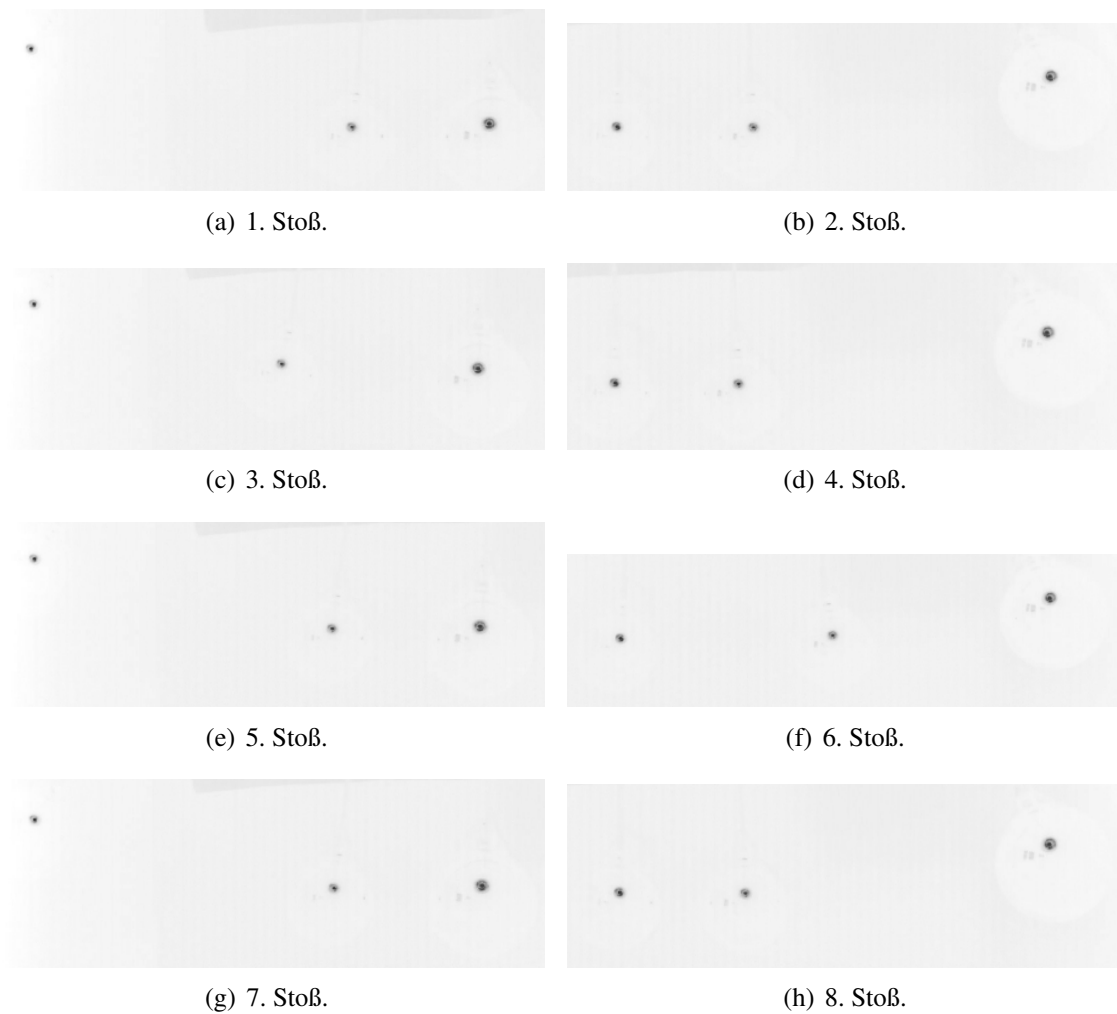 (a) 1. Stoß.
(b) 2. Stoß.
(c) 3. Stoß.
(d) 4. Stoß.
(e) 5. Stoß.
(f) 6. Stoß.
(g) 7. Stoß.
(h) 8. Stoß.